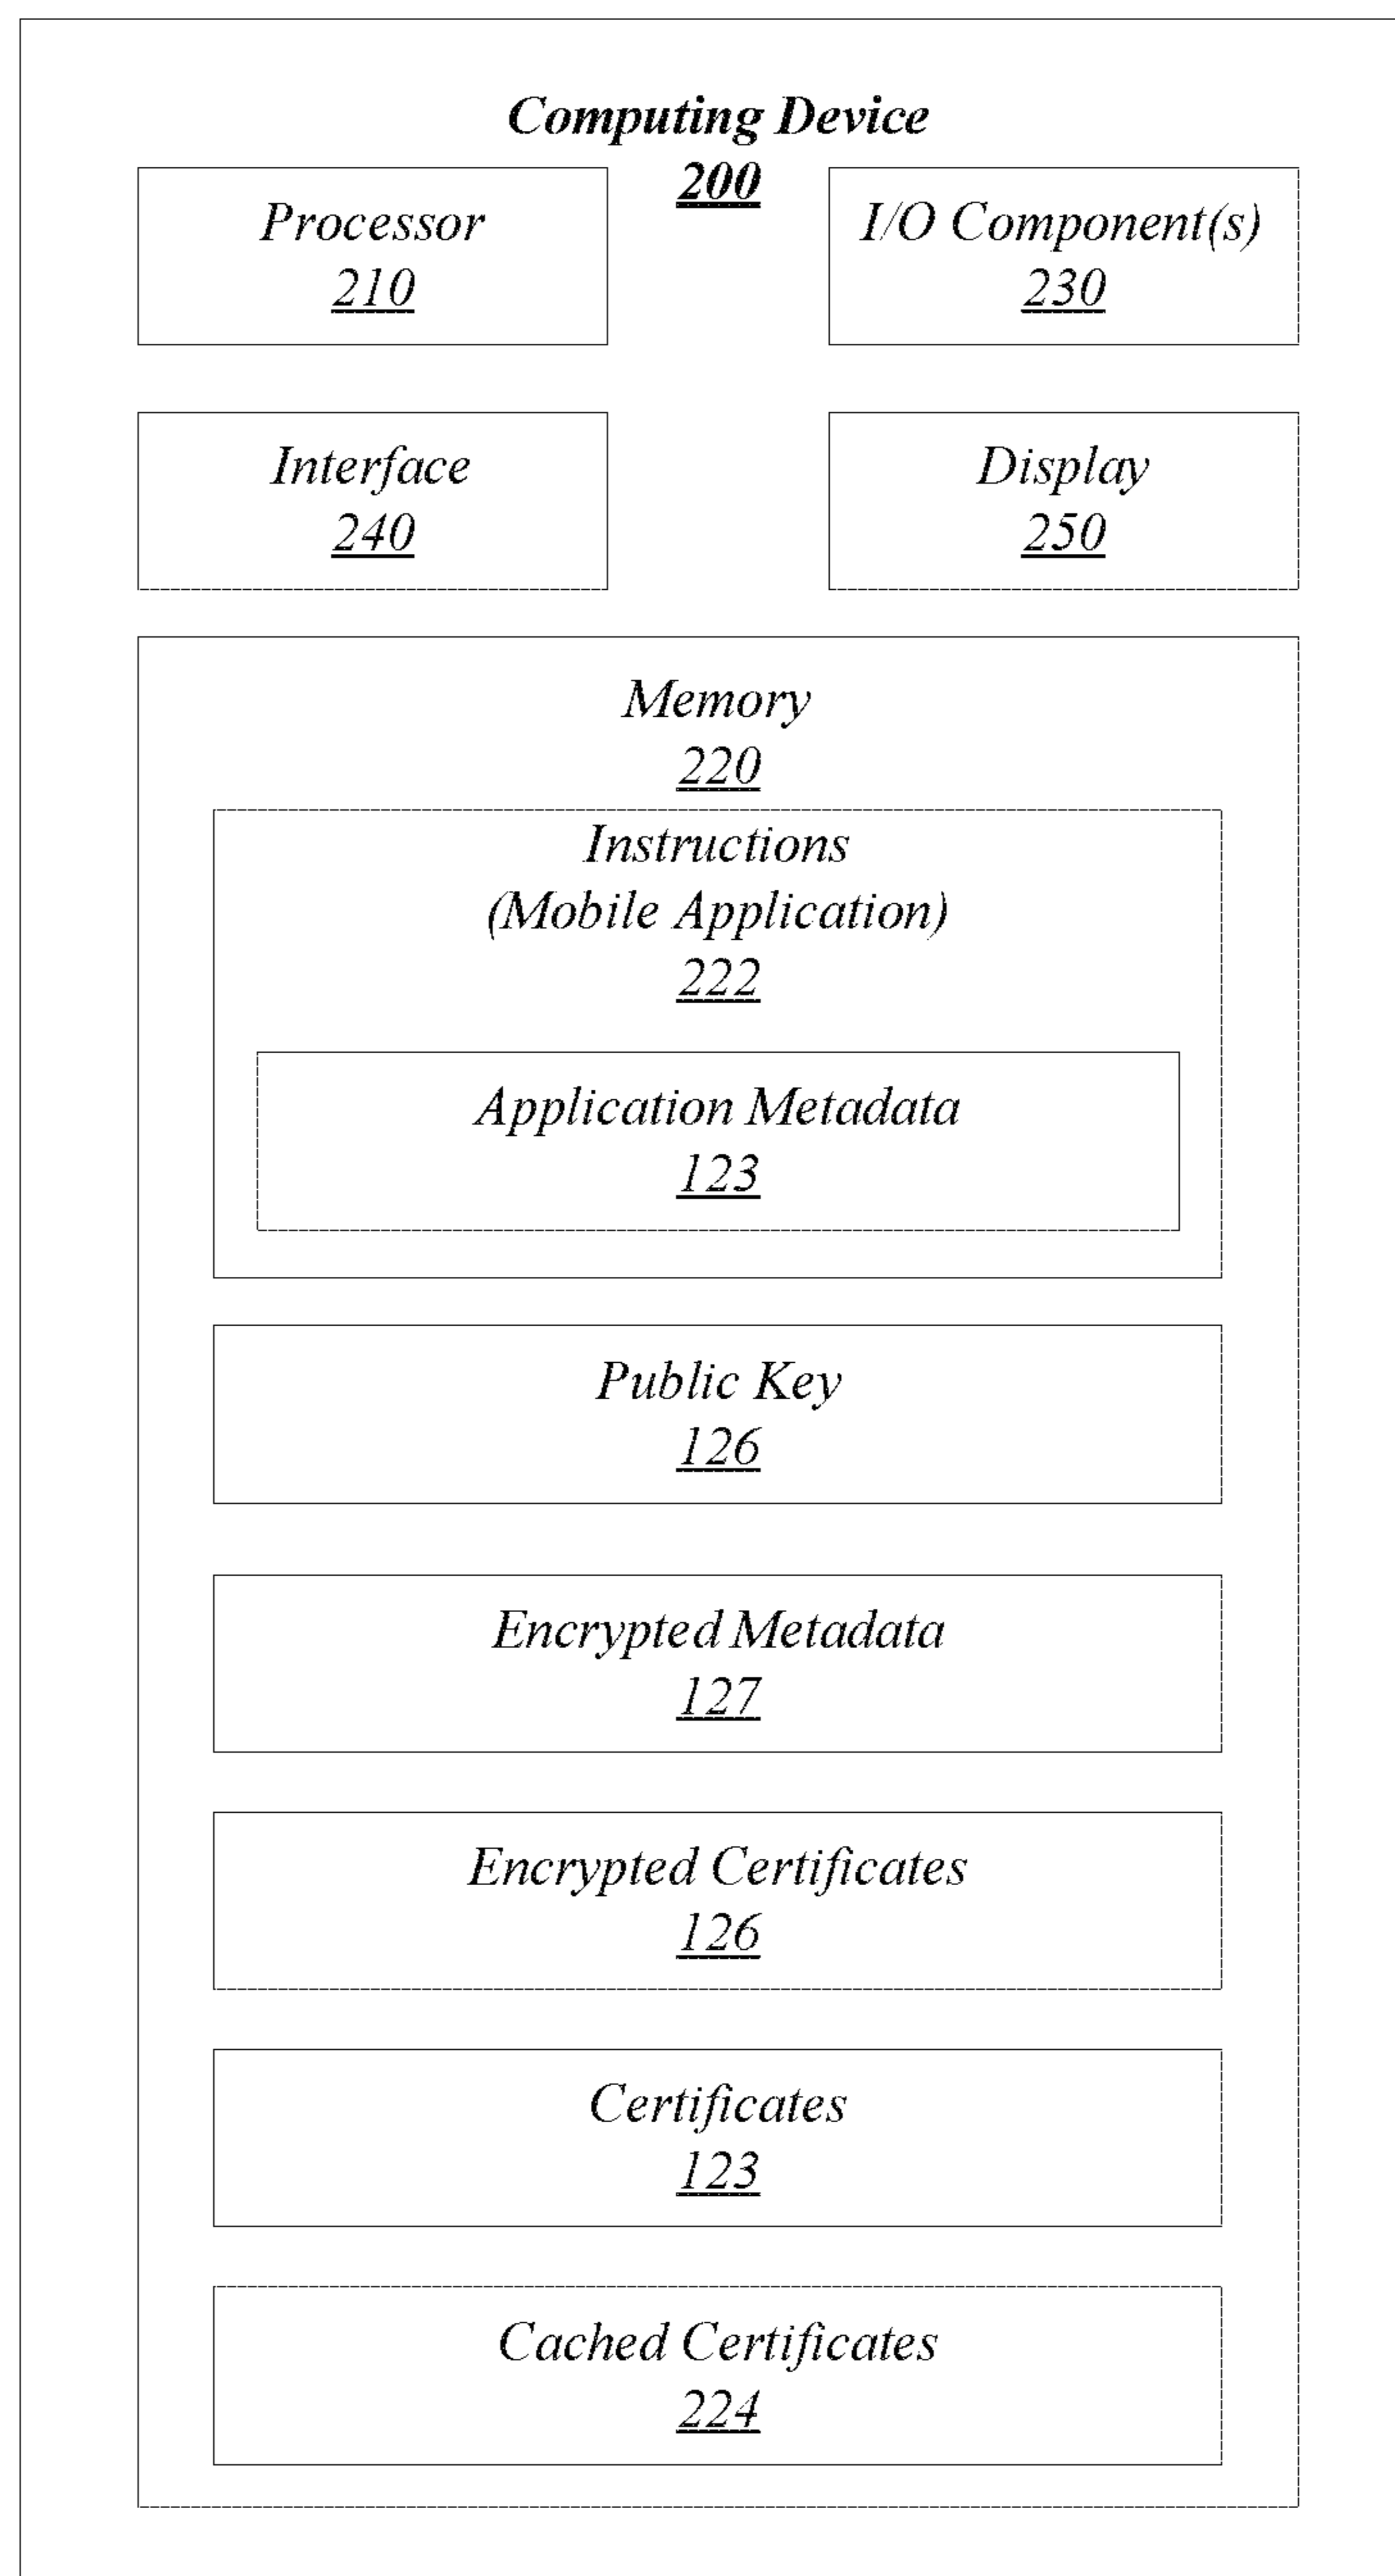 Computing Device
200
Processor
210
I/O Component(s)
230
Interface
240
Display
250
Memory
220
Instructions
(Mobile Application)
222
Application Metadata
123
Public Key
126
Encrypted Metadata
127
Encrypted Certificates
126
Certificates
123
Cached Certificates
224